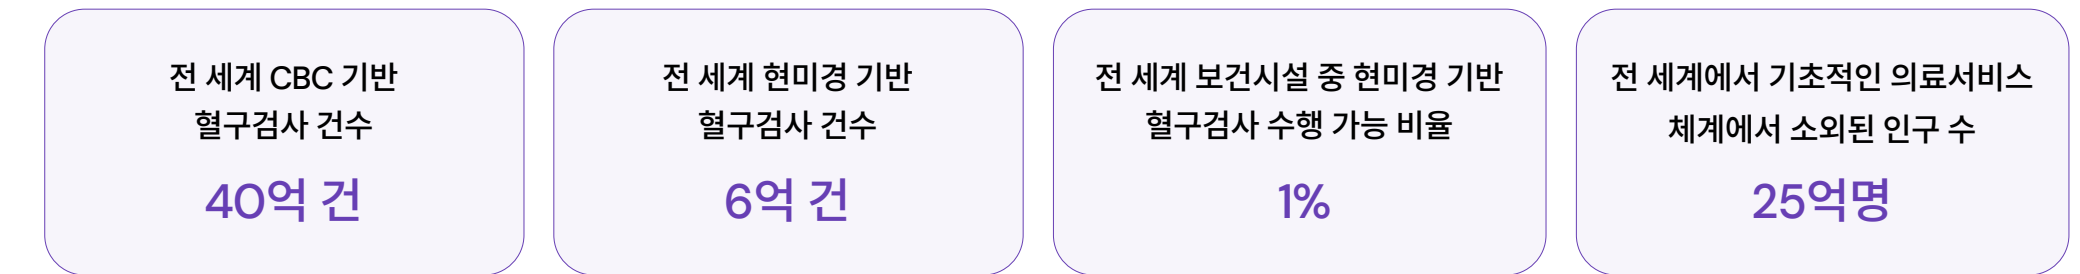 전 세계 CBC 기반
혈구검사 건수
40억 건
전 세계 현미경 기반
혈구검사 건수
6억 건
전 세계 보건시설 중 현미경 기반
혈구검사 수행 가능 비율
1%
전 세계에서 기초적인 의료서비스
체계에서 소외된 인구 수
25억명